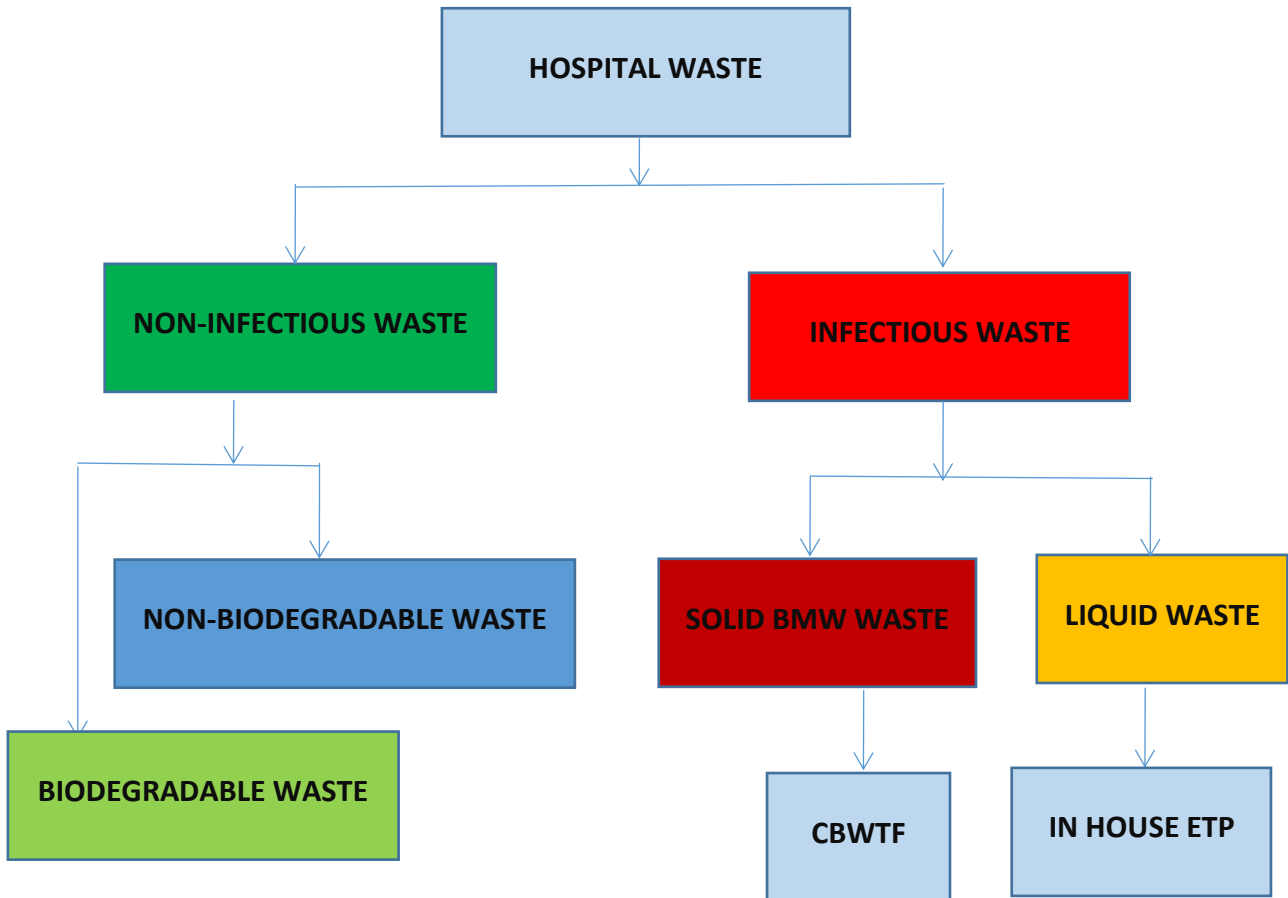 HOSPITAL WASTE
NON-INFECTIOUS WASTE
INFECTIOUS WASTE
NON-BIODEGRADABLE WASTE
SOLID BMW WASTE
LIQUID WASTE
BIODEGRADABLE WASTE
CBWTF
IN HOUSE ETP